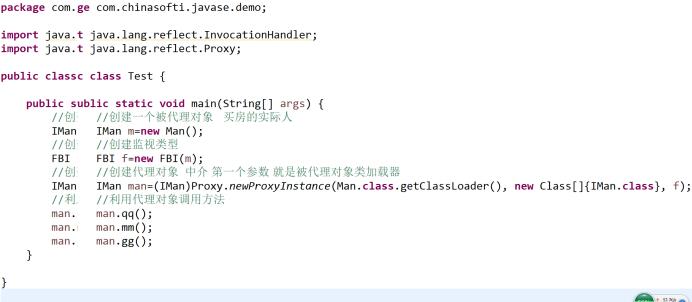 package com.ge com.chinasofti.javase.demo;
import java.t java.lang.reflect.InvocationHandler;
import java.t java.lang.reflect.Proxy;
public classc class Test {
public sublic static void main(String[] args) {
//创 //创建一个被代理对象 买房的实际人
IMan IMan m=new Man();
//创 //创建监视类型
FBI FBI f=new FBI(m);
//创 //创建代理对象 中介 第一个参数 就是被代理对象类加载器
IMan IMan man=(IMan)Proxy.newProxyInstance(Man.class.getClassLoader(), new Class[]{IMan.class}, f);
//利 //利用代理对象调用方法
man. man.qq();
man. man.mm();
man. man.gg();
}
}